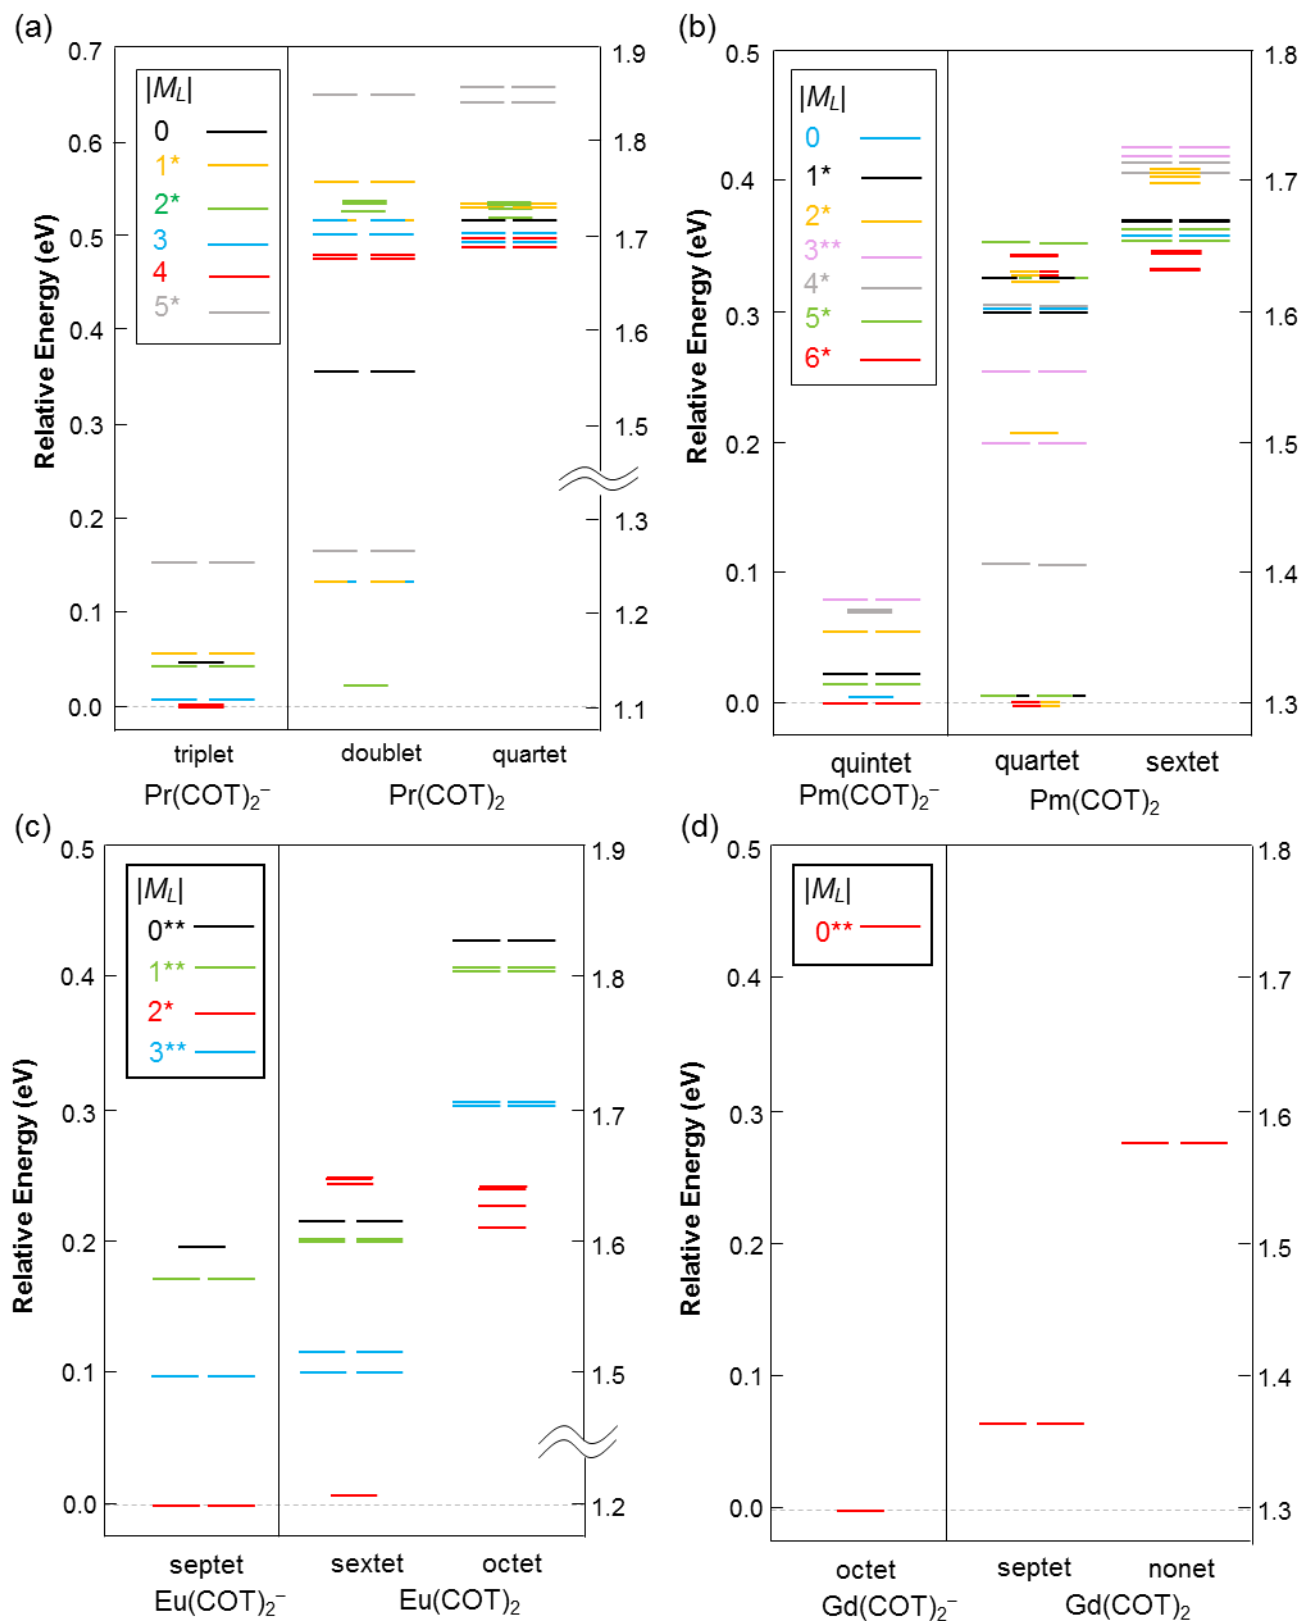 (a)
Relative Energy (eV)
0.7
0.6
0.5
0.4
0.3
0.2
0.1
0.0
|M_L|
0
1*
2*
3
4
5*
1.9
1.8
1.7
1.6
1.5
1.3
1.2
1.1
triplet
doublet
quartet
Pr(COT)₂⁻
Pr(COT)₂
(b)
Relative Energy (eV)
0.5
0.4
0.3
0.2
0.1
0.0
|M_L|
0
1*
2*
3**
4*
5*
6*
1.8
1.7
1.6
1.5
1.4
1.3
quintet
quartet
sextet
Pm(COT)₂⁻
Pm(COT)₂
(c)
Relative Energy (eV)
0.5
0.4
0.3
0.2
0.1
0.0
|M_L|
0**
1**
2*
3**
1.9
1.8
1.7
1.6
1.5
1.2
septet
sextet
octet
Eu(COT)₂⁻
Eu(COT)₂
(d)
Relative Energy (eV)
0.5
0.4
0.3
0.2
0.1
0.0
|M_L|
0**
1.8
1.7
1.6
1.5
1.4
1.3
octet
septet
nonet
Gd(COT)₂⁻
Gd(COT)₂